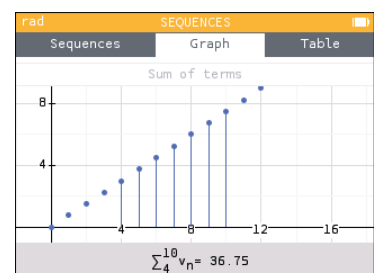 rad SEQUENCES
Sequences Graph Table
Sum of terms
8
4
4 8 12 16
∑₄¹⁰vₙ= 36.75